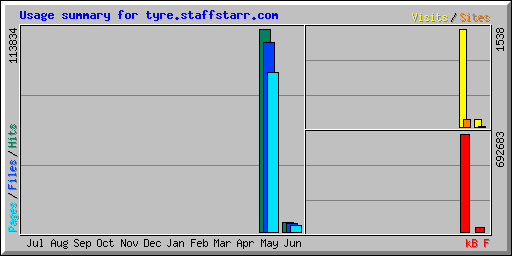 Usage summary for tyre.staffstarr.com
Visits / Sites
113834
Pages / Files / Hits
1538
692683
Jul Aug Sep Oct Nov Dec Jan Feb Mar Apr May Jun
kB F